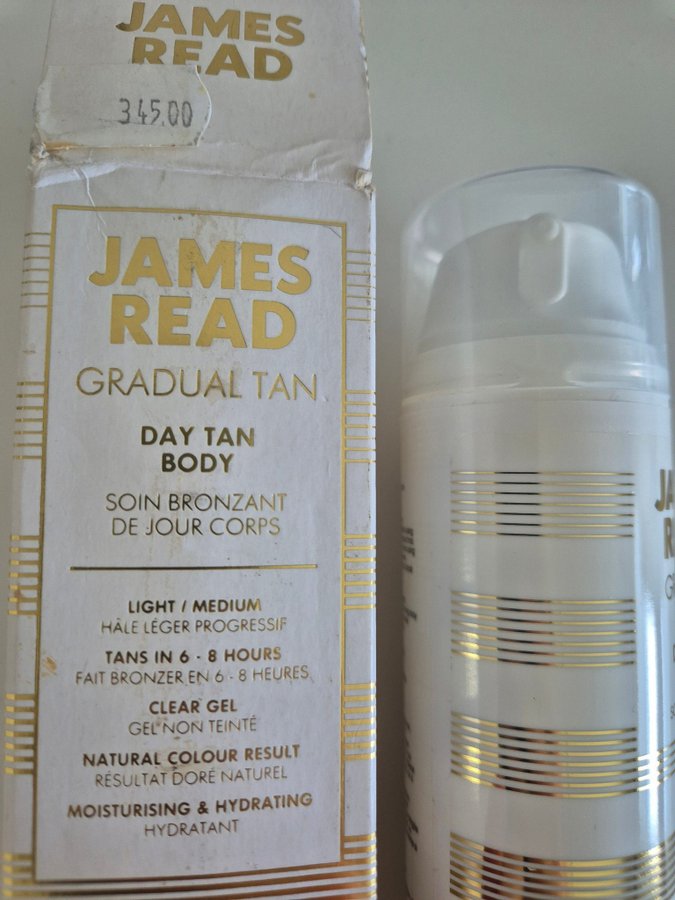 JAMES
READ
345.00
JAMES
READ
GRADUAL TAN
DAY TAN
BODY
SOIN BRONZANT
DE JOUR CORPS
LIGHT / MEDIUM
HÂLE LÉGER PROGRESSIF
TANS IN 6 - 8 HOURS
FAIT BRONZER EN 6 - 8 HEURES
CLEAR GEL
GEL NON TEINTÉ
NATURAL COLOUR RESULT
RÉSULTAT DORÉ NATUREL
MOISTURISING & HYDRATING
HYDRATANT